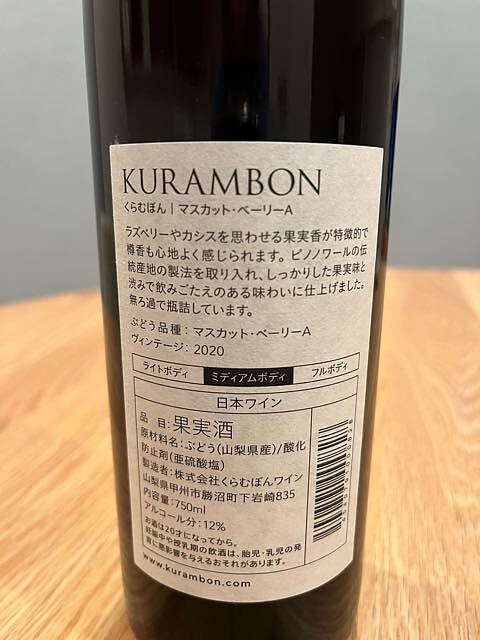 KURAMBON
くらむぼん | マスカット・ベーリーA
ラズベリーやカシスを思わせる果実香が特徴的で
樽香も心地よく感じられます。ピノノワールの伝
統産地の製法を取り入れ、しっかりした果実味と
渋みで飲みごたえのある味わいに仕上げました。
無ろ過で瓶詰しています。
ぶどう品種：マスカット・ベーリーA
ヴィンテージ：2020
ライトボディ ミディアムボディ フルボディ
日本ワイン
品 目：果実酒
原材料名：ぶどう(山梨県産)/酸化
防止剤(亜硫酸塩)
製造者：株式会社くらむぼんワイン
山梨県甲州市勝沼町下岩崎835
内容量：750ml
アルコール分：12%
お酒は20才になってから。
妊娠中や授乳期の飲酒は、胎児・乳児の発
育に悪影響を与えるおそれがあります。
www.kurambon.com